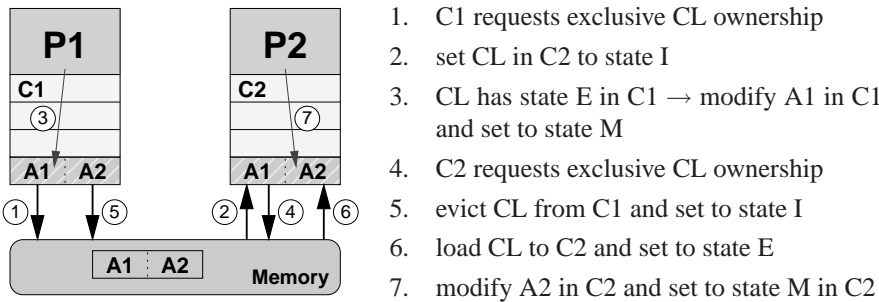 P1
P2
C1
C2
3
7
A1 A2
A1 A2
1
5
2
4
6
A1 A2
Memory
1. C1 requests exclusive CL ownership
2. set CL in C2 to state I
3. CL has state E in C1 → modify A1 in C1
and set to state M
4. C2 requests exclusive CL ownership
5. evict CL from C1 and set to state I
6. load CL to C2 and set to state E
7. modify A2 in C2 and set to state M in C2